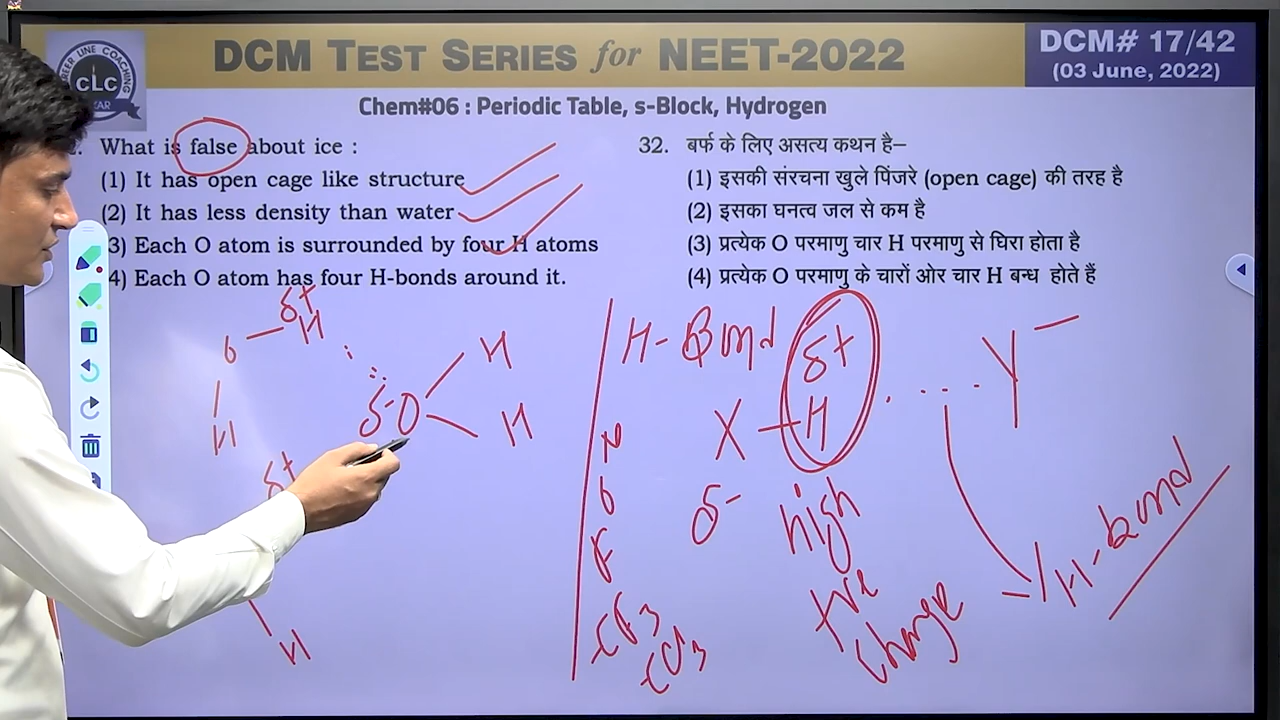 DCM TEST SERIES for NEET-2022
DCM# 17/42
(03 June, 2022)
CLC
Chem#06 : Periodic Table, s-Block, Hydrogen
What is false about ice :
(1) It has open cage like structure
(2) It has less density than water
3) Each O atom is surrounded by four H atoms
4) Each O atom has four H-bonds around it.
32. बर्फ के लिए असत्य कथन है–
(1) इसकी संरचना खुले पिंजरे (open cage) की तरह है
(2) इसका घनत्व जल से कम है
(3) प्रत्येक O परमाणु चार H परमाणु से घिरा होता है
(4) प्रत्येक O परमाणु के चारों ओर चार H बन्ध होते हैं
δ+
O — H
H
δ- O
H
H
δ+
H
H-Bond
δ+
X — H . . . . Y –
δ-
high
+ve
charge
N
O
F
-CF3
-CCl3
H-bond